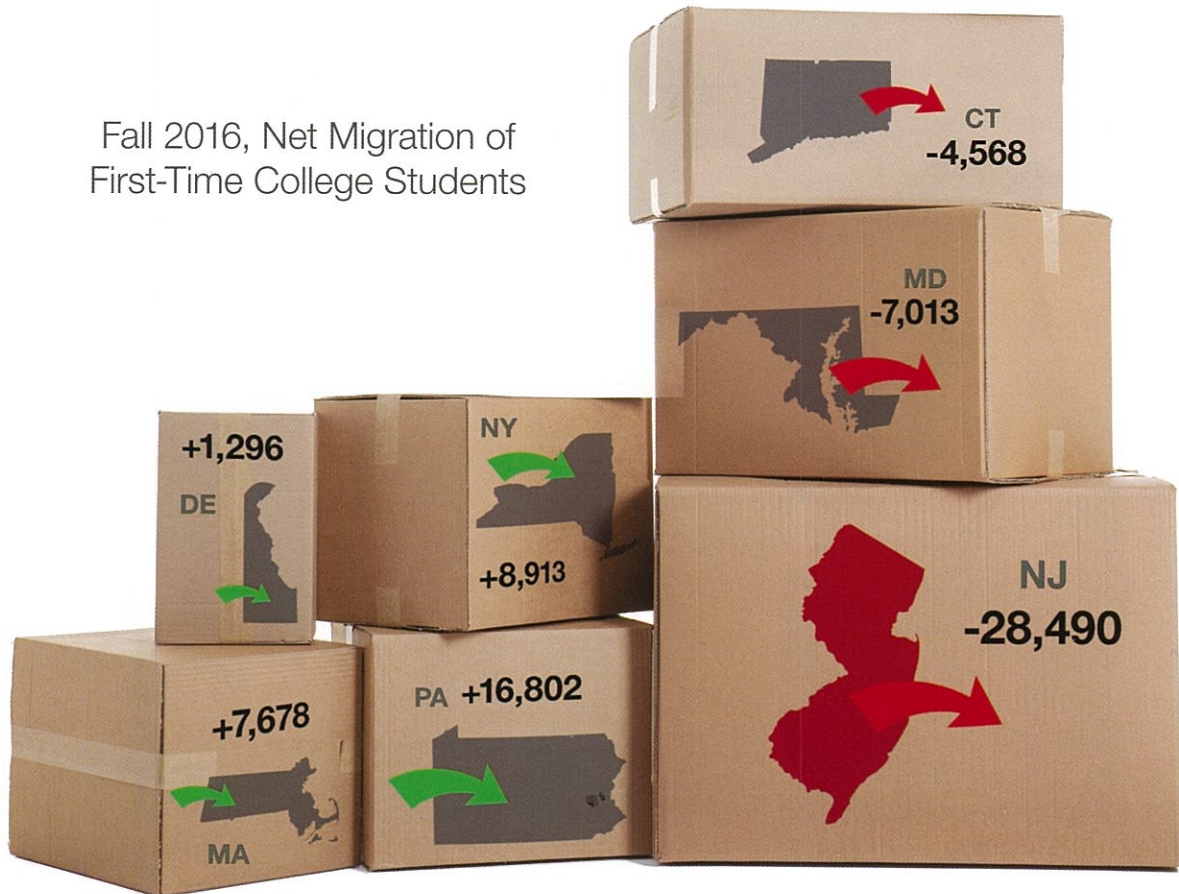 Fall 2016, Net Migration of
First-Time College Students
CT
-4,568
MD
-7,013
+1,296
DE
NY
+8,913
NJ
-28,490
+7,678
MA
PA +16,802